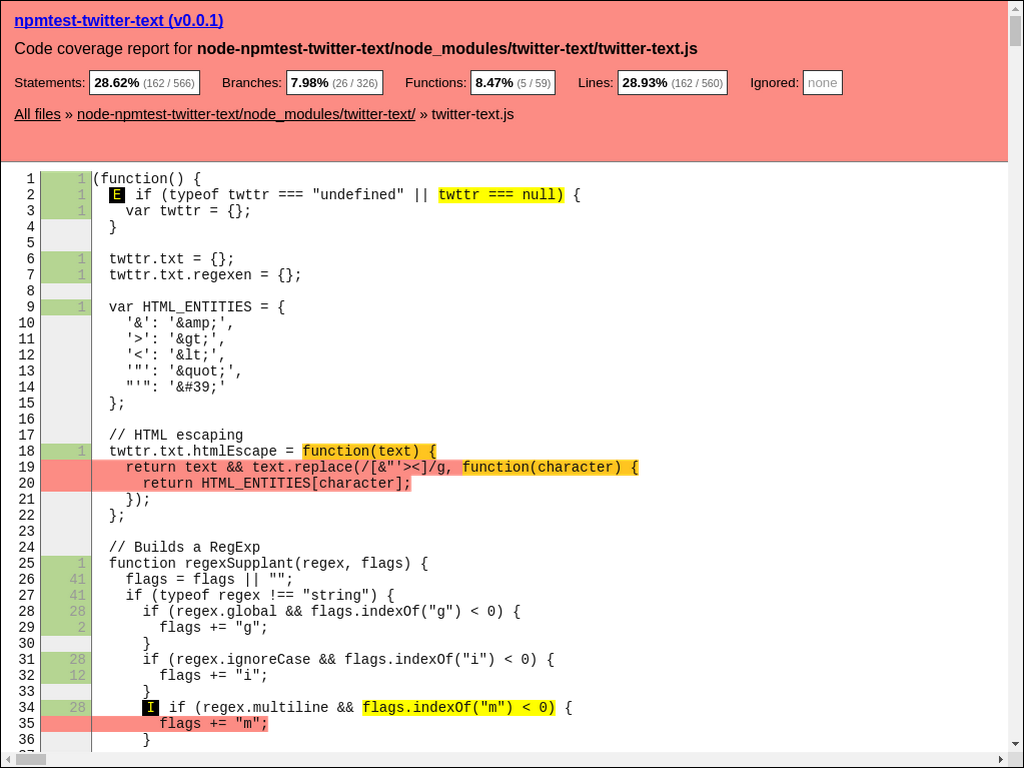 npmtest-twitter-text (v0.0.1)
Code coverage report for node-npmtest-twitter-text/node_modules/twitter-text/twitter-text.js
Statements: 28.62% (162 / 566) Branches: 7.98% (26 / 326) Functions: 8.47% (5 / 59) Lines: 28.93% (162 / 560) Ignored: none
All files » node-npmtest-twitter-text/node_modules/twitter-text/ » twitter-text.js
1 1 (function() {
2 1 E if (typeof twttr === "undefined" || twttr === null) {
3 1 var twttr = {};
4 }
5
6 1 twttr.txt = {};
7 1 twttr.txt.regexen = {};
8
9 1 var HTML_ENTITIES = {
10 '&': '&amp;',
11 '>': '&gt;',
12 '<': '&lt;',
13 '"': '&quot;',
14 "'": '&#39;'
15 };
16
17 // HTML escaping
18 1 twttr.txt.htmlEscape = function(text) {
19 return text && text.replace(/[&"'><]/g, function(character) {
20 return HTML_ENTITIES[character];
21 });
22 };
23
24 // Builds a RegExp
25 1 function regexSupplant(regex, flags) {
26 41 flags = flags || "";
27 41 if (typeof regex !== "string") {
28 28 if (regex.global && flags.indexOf("g") < 0) {
29 2 flags += "g";
30 }
31 28 if (regex.ignoreCase && flags.indexOf("i") < 0) {
32 12 flags += "i";
33 }
34 28 I if (regex.multiline && flags.indexOf("m") < 0) {
35 flags += "m";
36 }